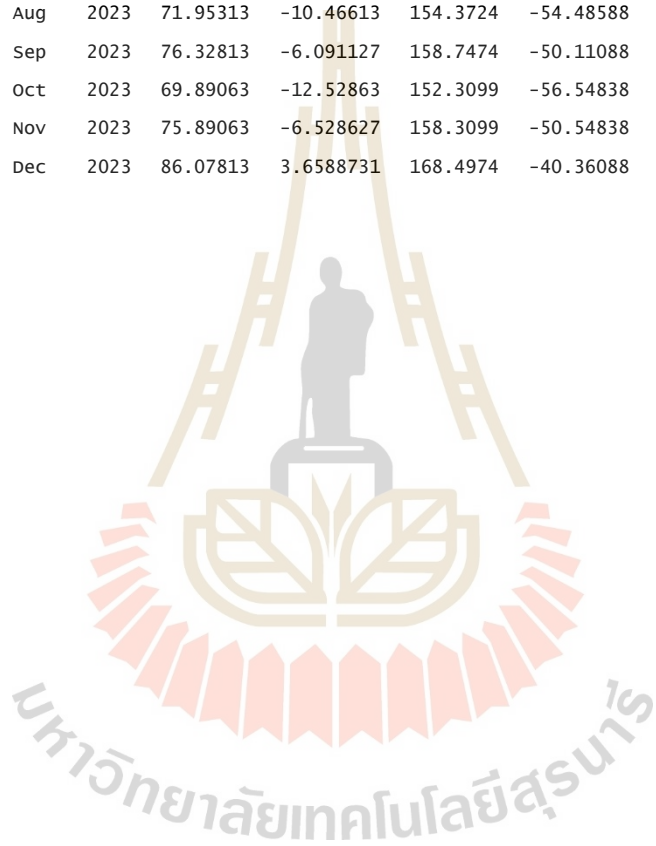 Aug 2023 71.95313 -10.46613 154.3724 -54.48588
Sep 2023 76.32813 -6.091127 158.7474 -50.11088
Oct 2023 69.89063 -12.52863 152.3099 -56.54838
Nov 2023 75.89063 -6.528627 158.3099 -50.54838
Dec 2023 86.07813 3.6588731 168.4974 -40.36088
มหาวิทยาลัยเทคโนโลยีสุรนารี